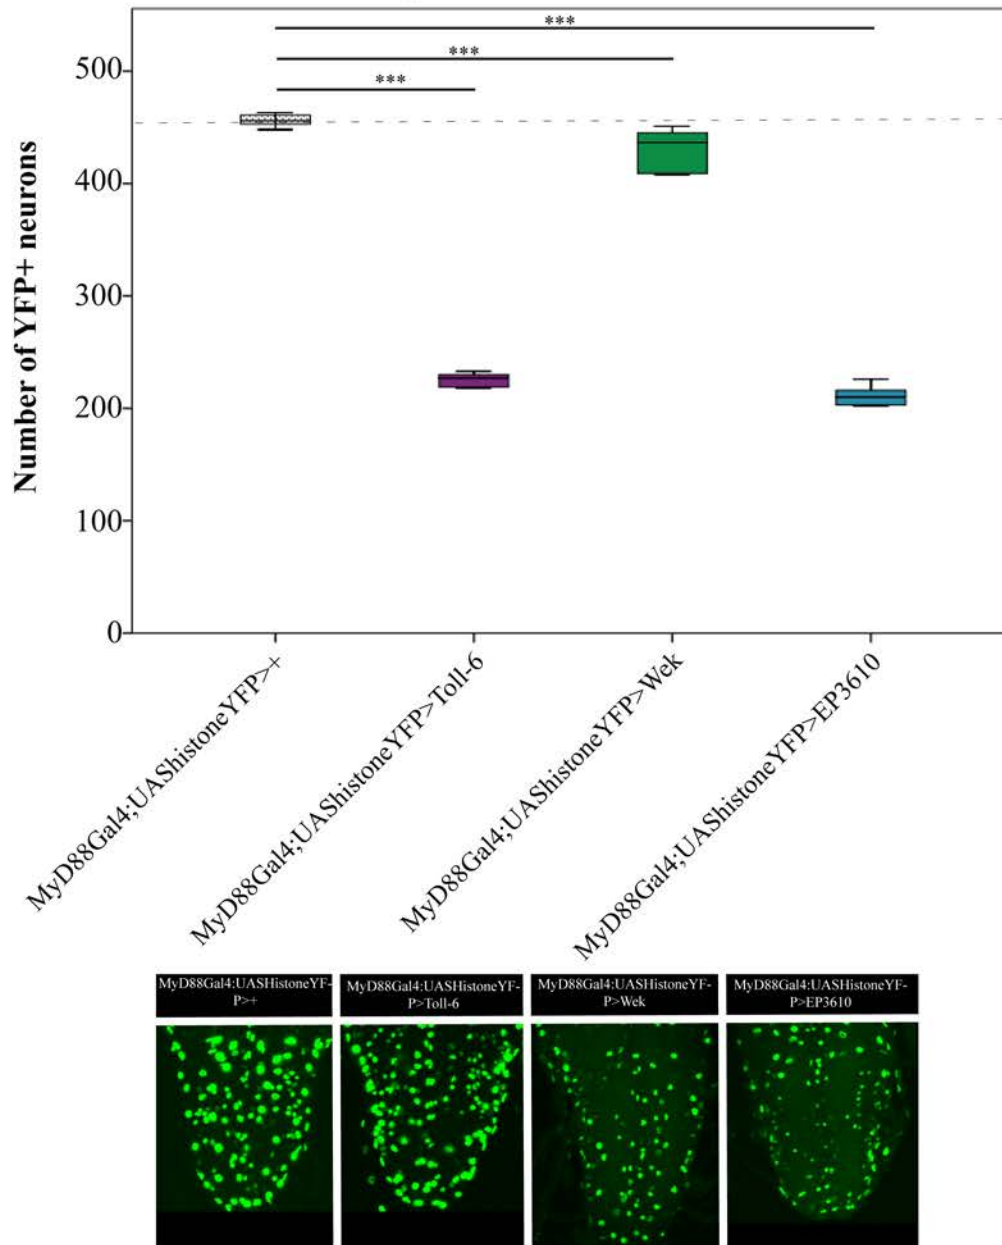 ***
***
***
500
400
300
200
100
0
Number of YFP+ neurons
MyD88Gal4;UAShistoneYFP>+
MyD88Gal4;UAShistoneYFP>Toll-6
MyD88Gal4;UAShistoneYFP>Wek
MyD88Gal4;UAShistoneYFP>EP3610
MyD88Gal4:UASHistoneYF-
P>+
MyD88Gal4:UASHistoneYF-
P>Toll-6
MyD88Gal4:UASHistoneYF-
P>Wek
MyD88Gal4:UASHistoneYF-
P>EP3610